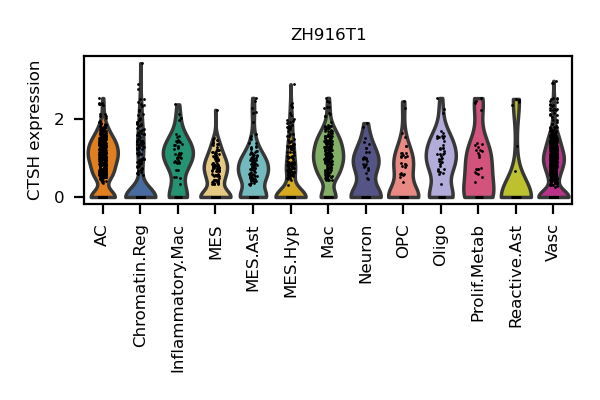 ZH916T1
CTSH expression
2
0
AC
Chromatin.Reg
Inflammatory.Mac
MES
MES.Ast
MES.Hyp
Mac
Neuron
OPC
Oligo
Prolif.Metab
Reactive.Ast
Vasc